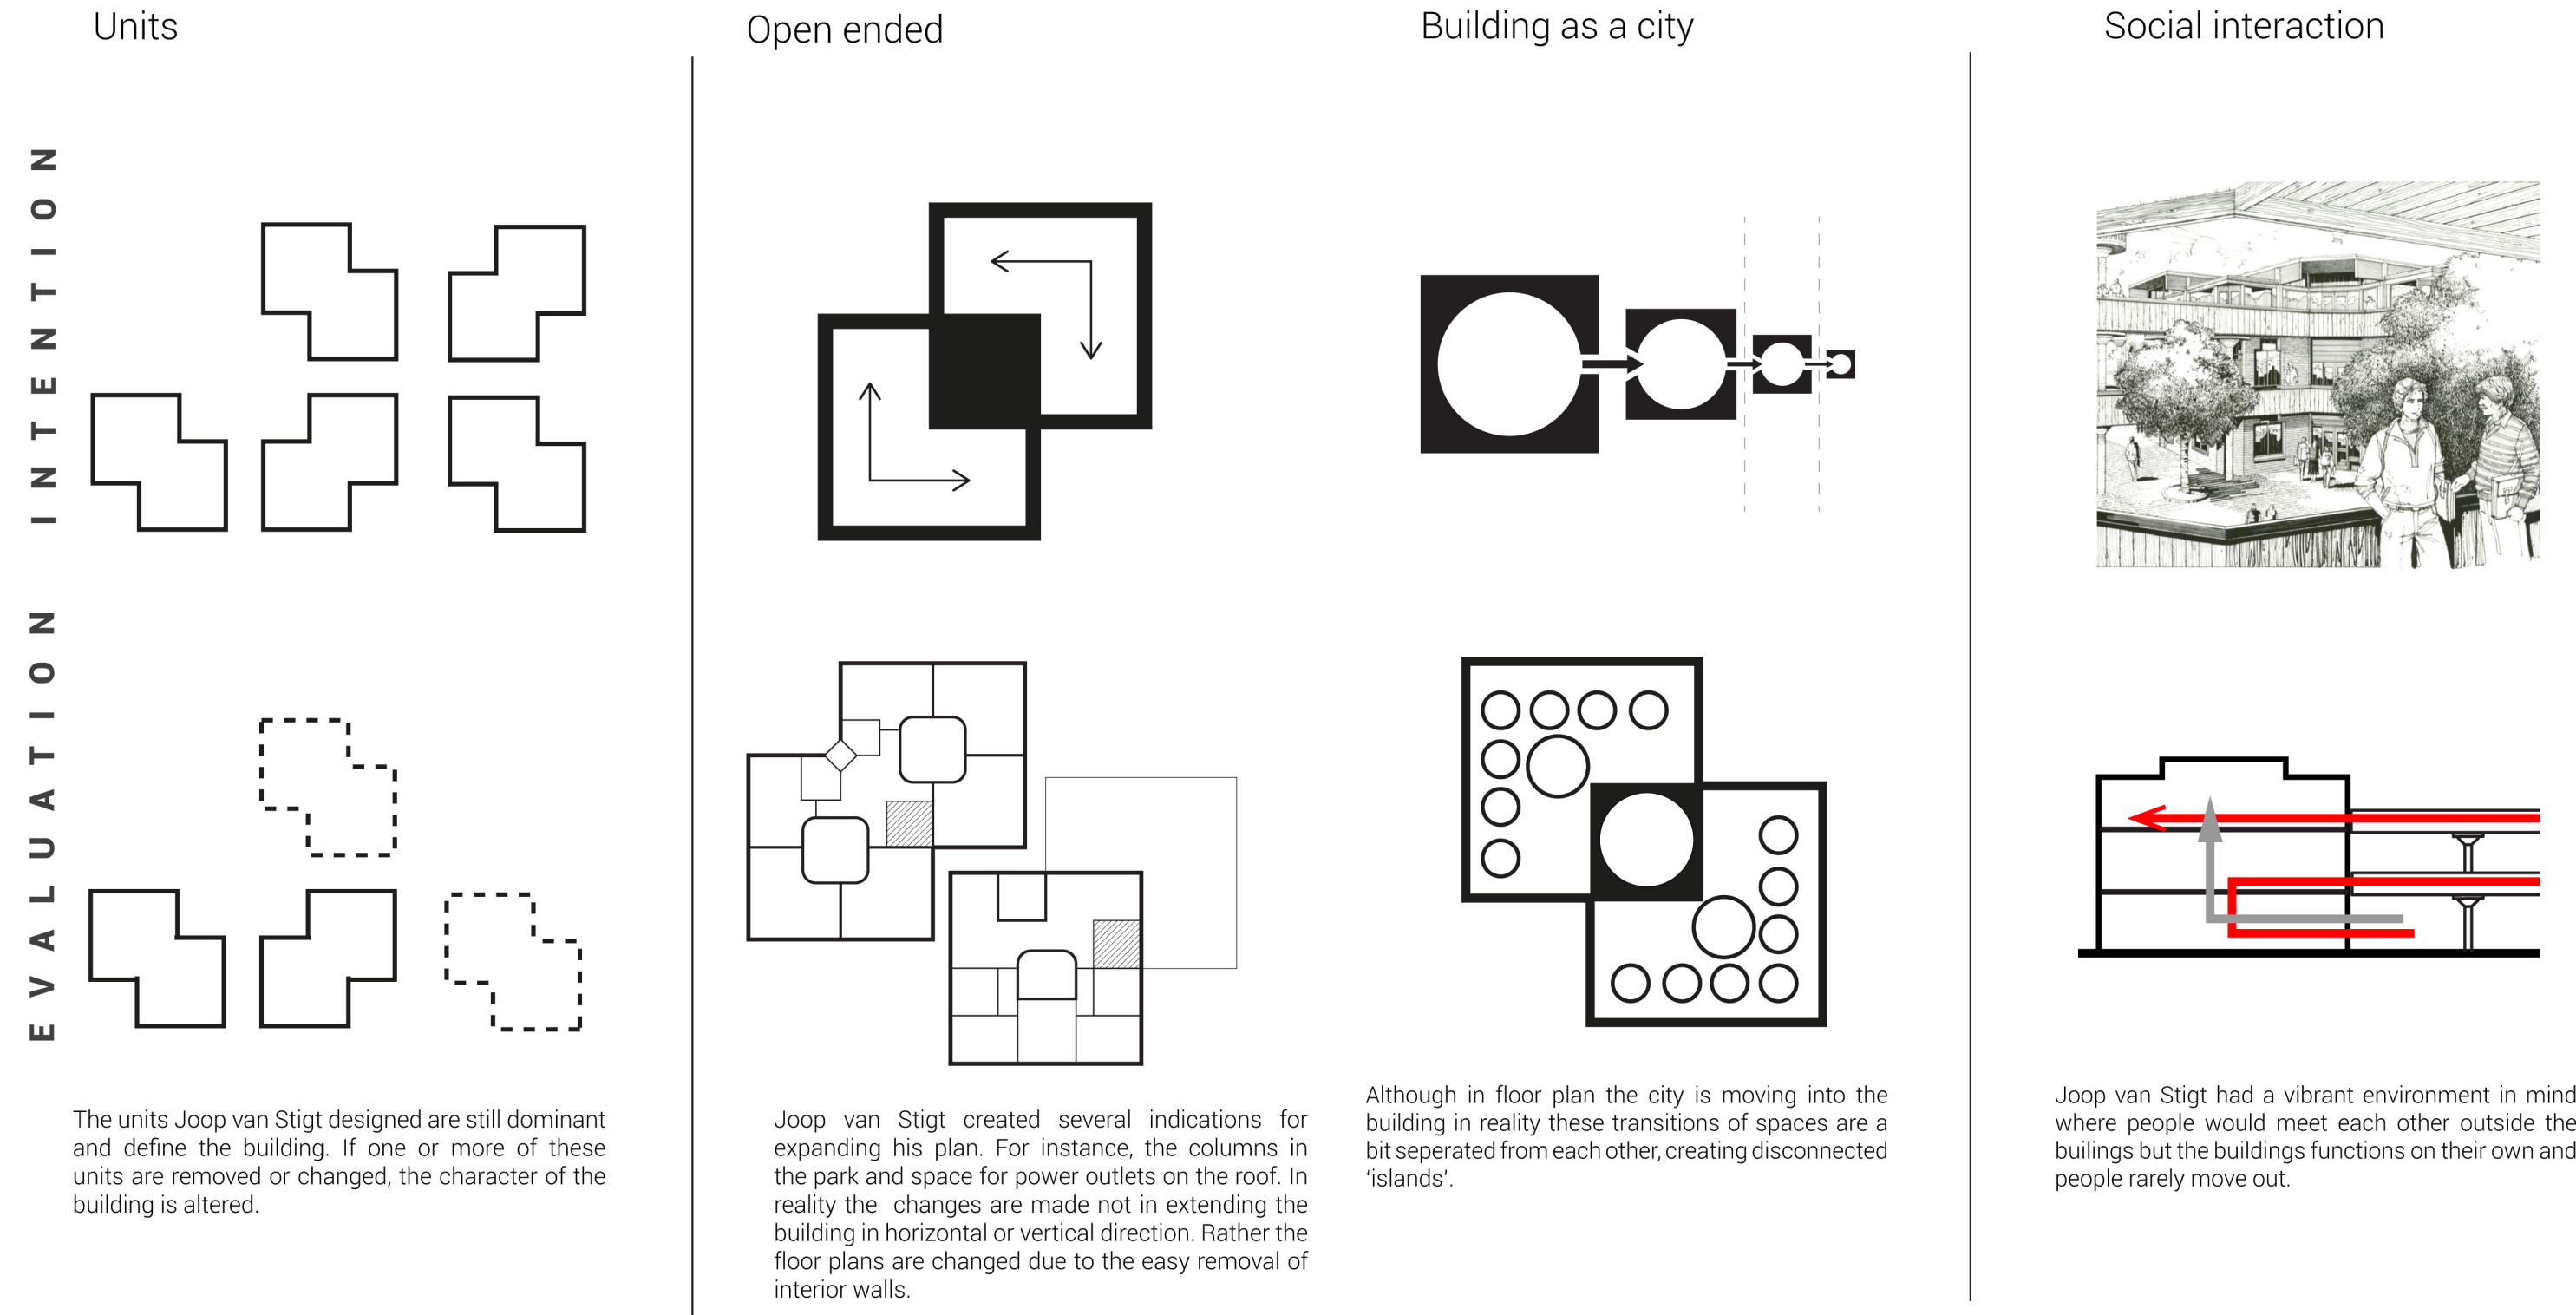 Units
Open ended
Building as a city
Social interaction
INTENTION
EVALUATION
The units Joop van Stigt designed are still dominant
and define the building. If one or more of these
units are removed or changed, the character of the
building is altered.
Joop van Stigt created several indications for
expanding his plan. For instance, the columns in
the park and space for power outlets on the roof. In
reality the changes are made not in extending the
building in horizontal or vertical direction. Rather the
floor plans are changed due to the easy removal of
interior walls.
Although in floor plan the city is moving into the
building in reality these transitions of spaces are a
bit seperated from each other, creating disconnected
'islands'.
Joop van Stigt had a vibrant environment in mind
where people would meet each other outside the
builings but the buildings functions on their own and
people rarely move out.